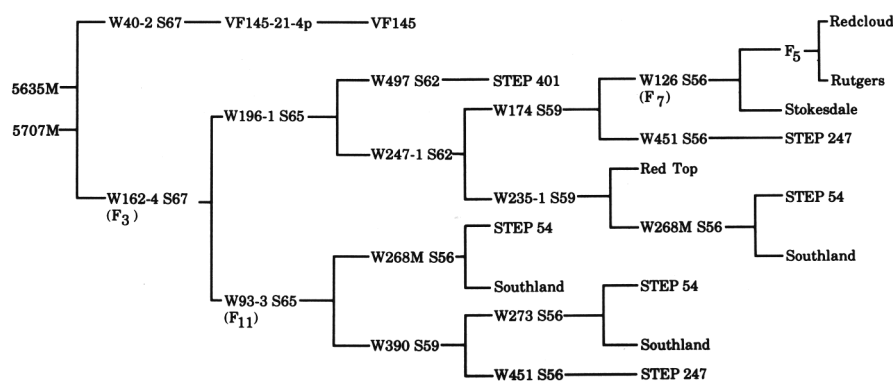 W40-2 S67 VF145-21-4p VF145
5635M
5707M
W162-4 S67
(F3)
W196-1 S65
W93-3 S65
(F11)
W497 S62 STEP 401
W247-1 S62
W174 S59
W235-1 S59
W126 S56
(F7)
W451 S56 STEP 247
F5
Redcloud
Rutgers
Stokesdale
Red Top
W268M S56
STEP 54
Southland
W268M S56
STEP 54
Southland
W390 S59
W273 S56
STEP 54
Southland
W451 S56 STEP 247